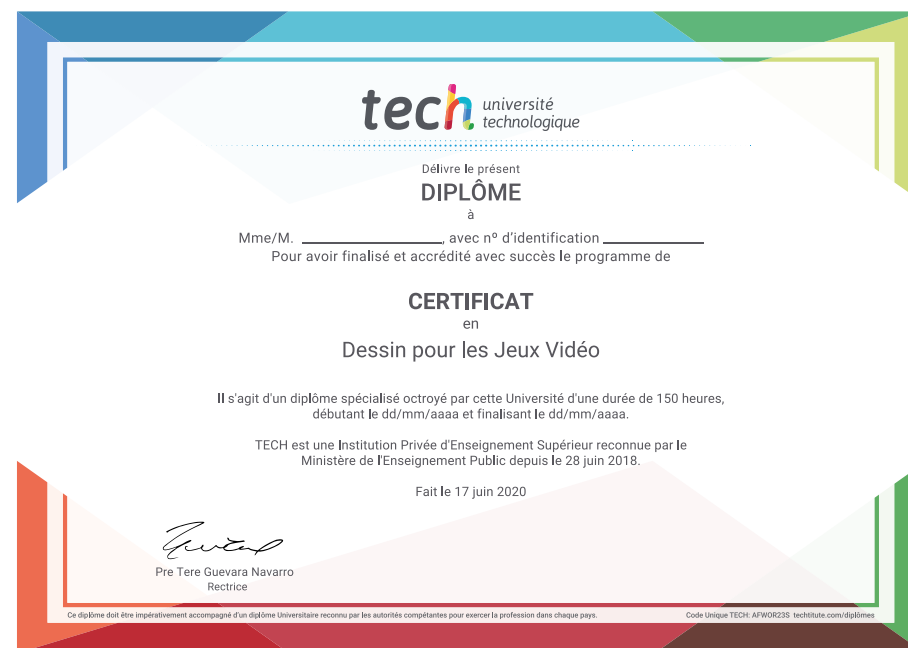 tech université
technologique
Délivre le présent
DIPLÔME
à
Mme/M. ____________________, avec nº d'identification ______________
Pour avoir finalisé et accrédité avec succès le programme de
CERTIFICAT
en
Dessin pour les Jeux Vidéo
Il s'agit d'un diplôme spécialisé octroyé par cette Université d'une durée de 150 heures,
débutant le dd/mm/aaaa et finalisant le dd/mm/aaaa.
TECH est une Institution Privée d'Enseignement Supérieur reconnue par le
Ministère de l'Enseignement Public depuis le 28 juin 2018.
Fait le 17 juin 2020
Pre Tere Guevara Navarro
Rectrice
Ce diplôme doit être impérativement accompagné d'un diplôme Universitaire reconnu par les autorités compétantes pour exercer la profession dans chaque pays. Code Unique TECH: AFWOR23S techtitute.com/diplômes